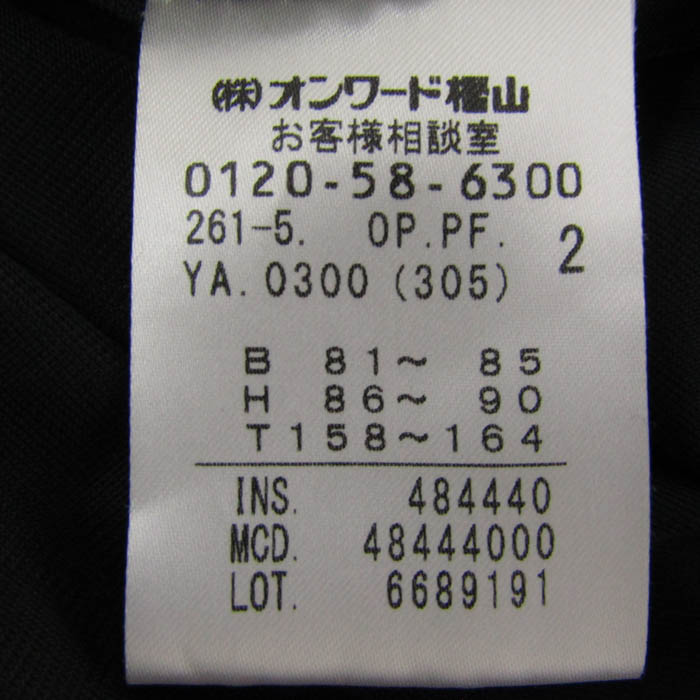 (株)オンワード樫山
お客様相談室
0120-58-6300
261-5. OP.PF. 2
YA.0300 (305)
B 81～ 85
H 86～ 90
T158～164
INS. 484440
MCD. 48444000
LOT. 6689191